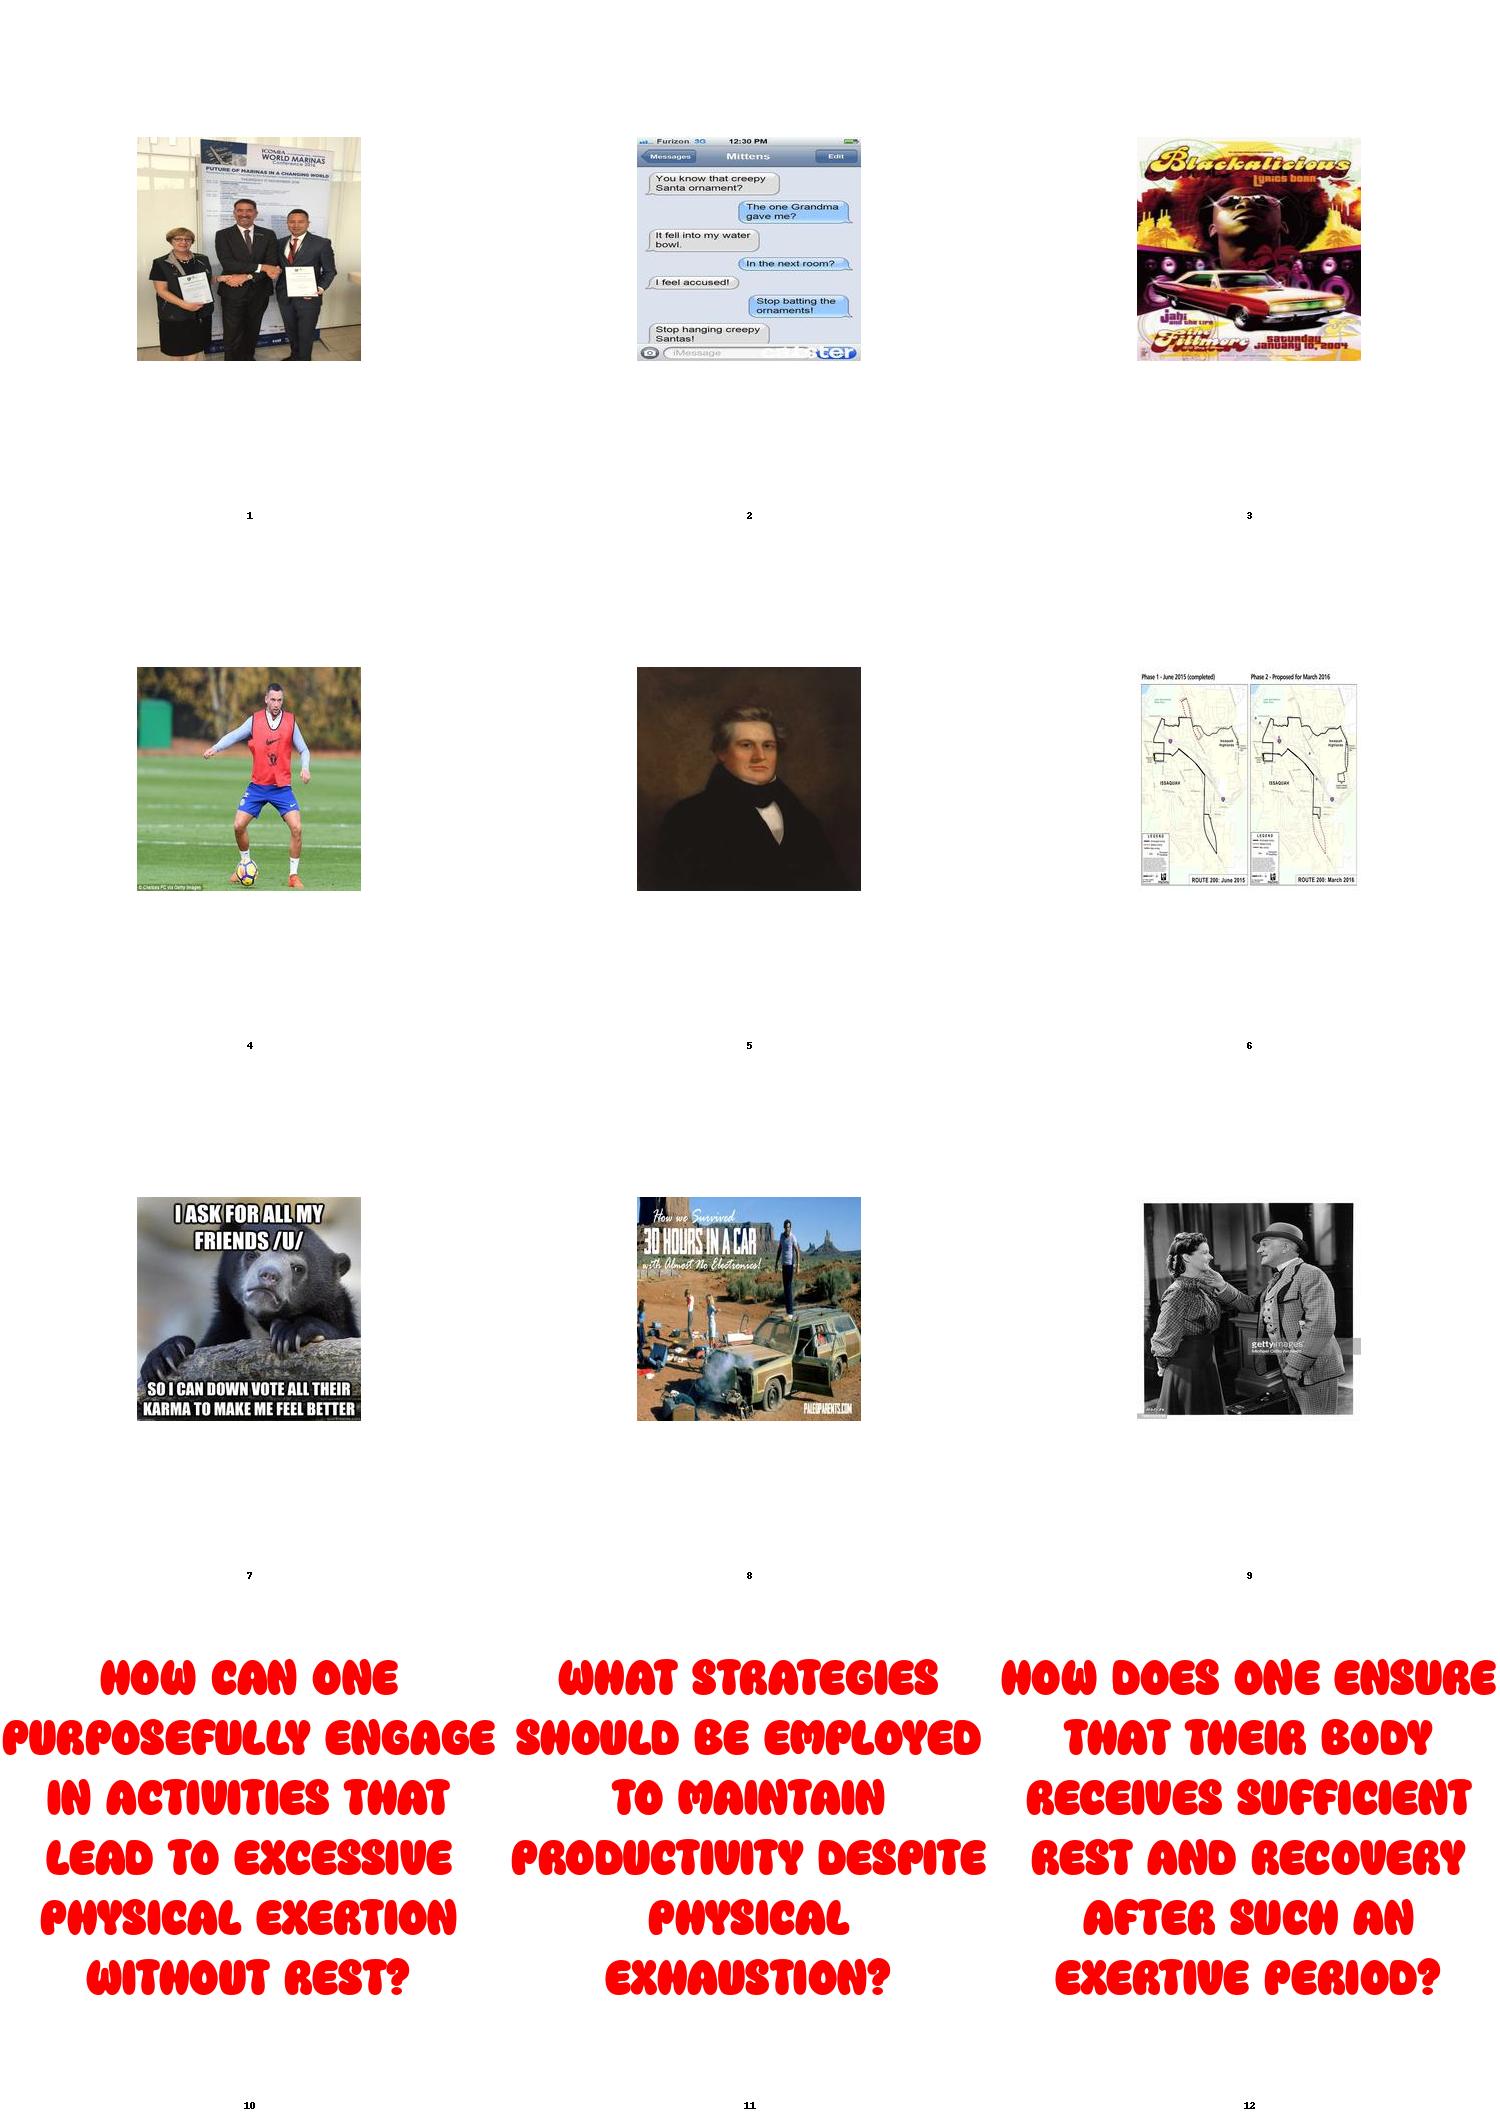 ICOMIA
WORLD MARINAS
Conference 2016
FUTURE OF MARINAS IN A CHANGING WORLD
1
Furizon 3G 12:30 PM
Messages Mittens Edit
You know that creepy
Santa ornament?
The one Grandma
gave me?
It fell into my water
bowl.
In the next room?
I feel accused!
Stop batting the
ornaments!
Stop hanging creepy
Santas!
iMessage
2
Blackalicious
Lyrics Born
Jahi
and the Life
The Fillmore
Saturday
January 10, 2004
3
© Chelsea FC via Getty Images
4
5
Phase 1 - June 2015 (completed)
Phase 2 - Proposed for March 2016
Issaquah
Highlands
Issaquah
Highlands
ISSAQUAH
ISSAQUAH
LEGEND
LEGEND
ROUTE 200: June 2015
ROUTE 200: March 2016
6
I ASK FOR ALL MY
FRIENDS /U/
SO I CAN DOWN VOTE ALL THEIR
KARMA TO MAKE ME FEEL BETTER
7
How we Survived
30 HOURS IN A CAR
with Almost No Electronics!
PALEOPARENTS.COM
8
gettyimages
9
HOW CAN ONE
PURPOSEFULLY ENGAGE
IN ACTIVITIES THAT
LEAD TO EXCESSIVE
PHYSICAL EXERTION
WITHOUT REST?
10
WHAT STRATEGIES
SHOULD BE EMPLOYED
TO MAINTAIN
PRODUCTIVITY DESPITE
PHYSICAL
EXHAUSTION?
11
HOW DOES ONE ENSURE
THAT THEIR BODY
RECEIVES SUFFICIENT
REST AND RECOVERY
AFTER SUCH AN
EXERTIVE PERIOD?
12